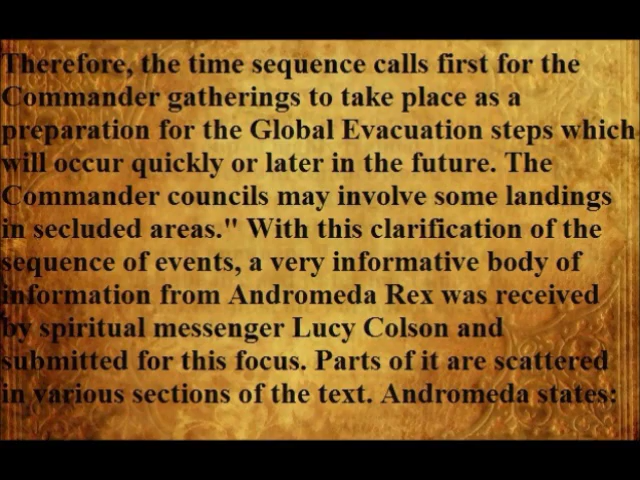 Therefore, the time sequence calls first for the
Commander gatherings to take place as a
preparation for the Global Evacuation steps which
will occur quickly or later in the future. The
Commander councils may involve some landings
in secluded areas." With this clarification of the
sequence of events, a very informative body of
information from Andromeda Rex was received
by spiritual messenger Lucy Colson and
submitted for this focus. Parts of it are scattered
in various sections of the text. Andromeda states: